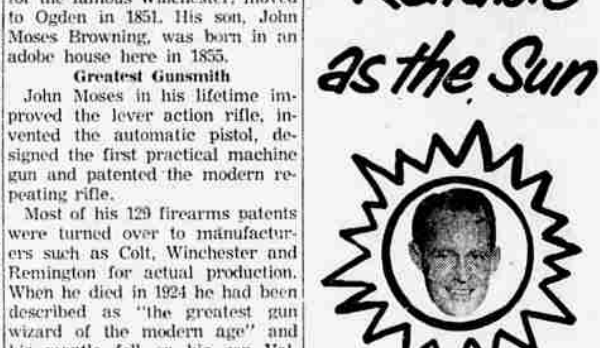 to Ogden in 1851. His son, John
Moses Browning, was born in an
adobe house here in 1855.
Greatest Gunsmith
John Moses in his lifetime im-
proved the lever action rifle, in-
vented the automatic pistol, de-
signed the first practical machine
gun and patented the modern re-
peating rifle.
Most of his 129 firearms patents
were turned over to manufactur-
ers such as Colt, Winchester and
Remington for actual production.
When he died in 1924 he had been
described as "the greatest gun
wizard of the modern age" and
as the Sun